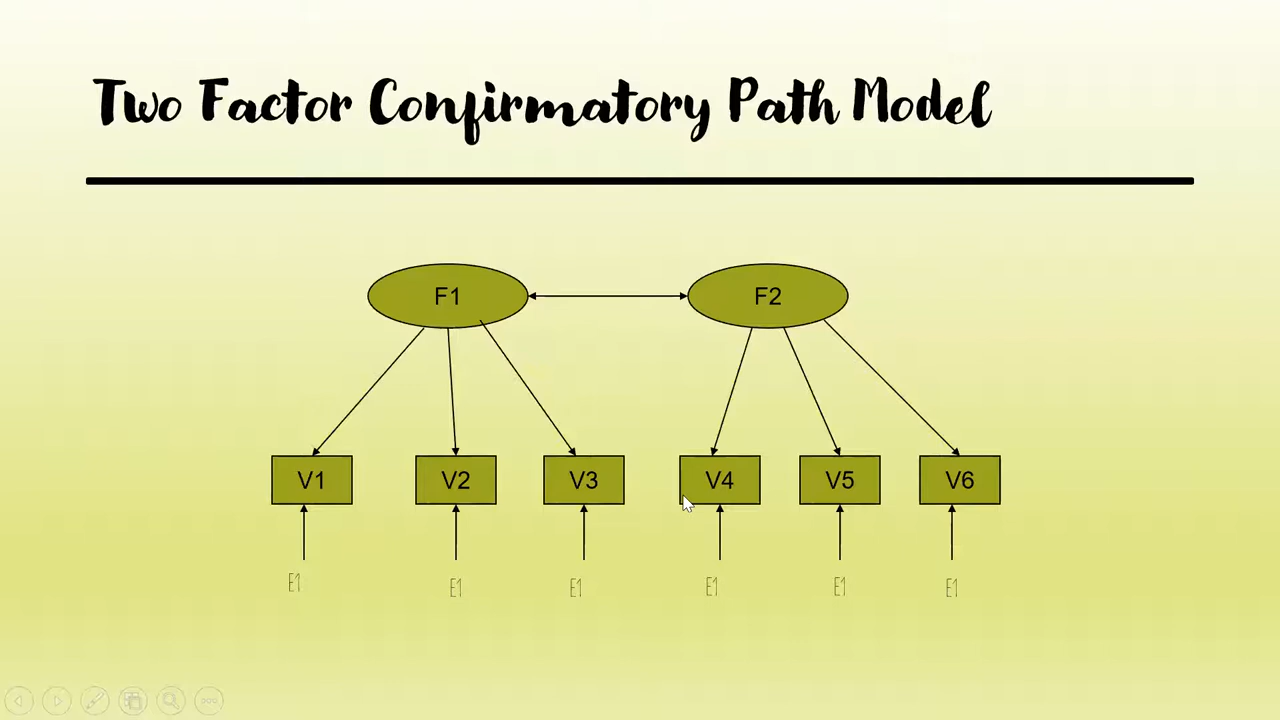 Two Factor Confirmatory Path Model
F1 F2
V1 V2 V3 V4 V5 V6
E1 E1 E1 E1 E1 E1